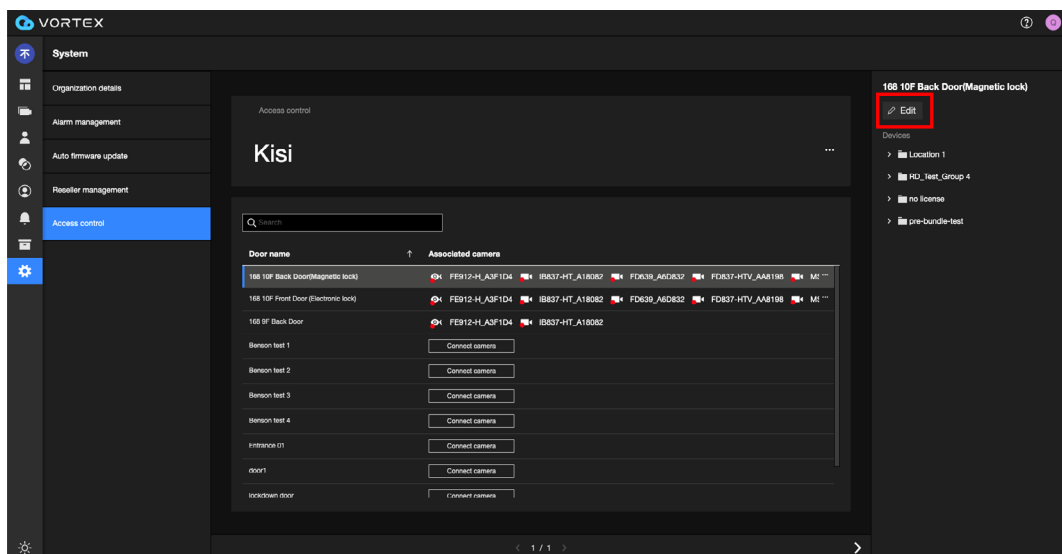 VORTEX
Q
System
Organization details
Alarm management
Auto firmware update
Reseller management
Access control
Access control
Kisi
Search
Door name
Associated camera
168 10F Back Door(Magnetic lock)
FE912-H_A3F1D4 IB837-HT_A18082 FD839_A6D832 FD837-HTV_AA8198
168 10F Front Door (Electronic lock)
FE912-H_A3F1D4 IB837-HT_A18082 FD839_A6D832 FD837-HTV_AA8198
168 9F Back Door
FE912-H_A3F1D4 IB837-HT_A18082
Benson test 1
Connect camera
Benson test 2
Connect camera
Benson test 3
Connect camera
Benson test 4
Connect camera
Entrance 01
Connect camera
door1
Connect camera
lockdown door
Connect camera
1 / 1
168 10F Back Door(Magnetic lock)
Edit
Devices
Location 1
RD_Test_Group 4
no license
pre-bundle-test